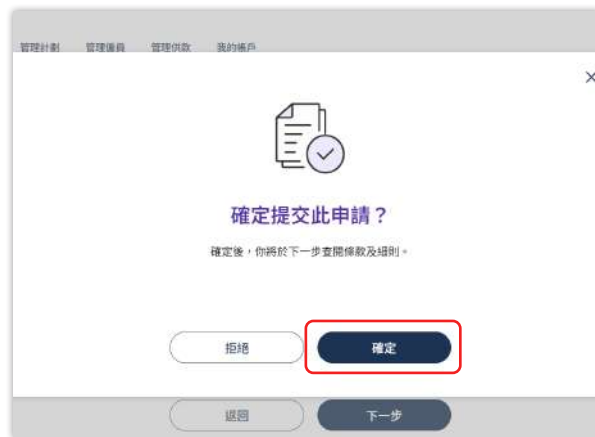 管理計劃 管理僱員 管理供款 我的帳戶
確定提交此申請？
確定後，你將於下一步查閱條款及細則。
拒絕 確定
返回 下一步